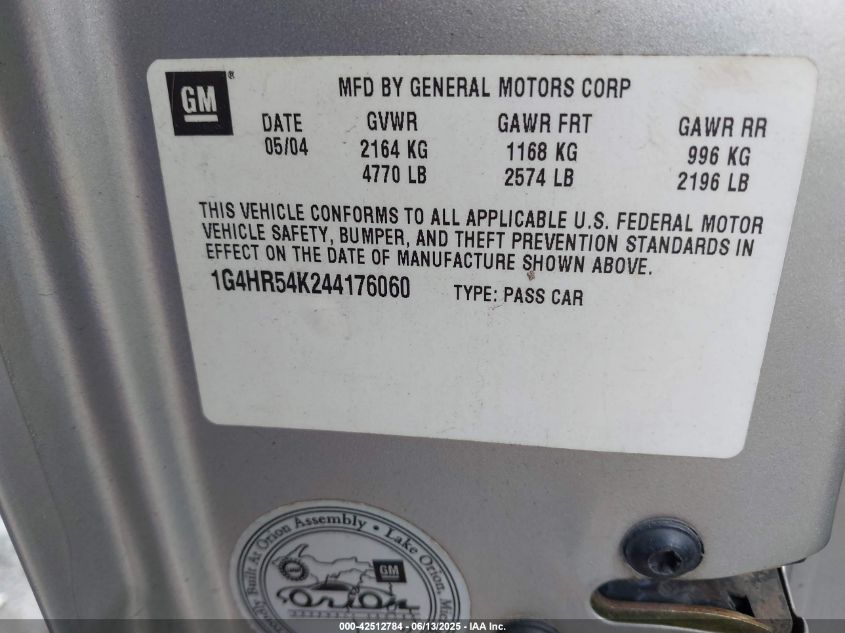 GM®
MFD BY GENERAL MOTORS CORP
DATE GVWR GAWR FRT GAWR RR
05/04 2164 KG 1168 KG 996 KG
4770 LB 2574 LB 2196 LB
THIS VEHICLE CONFORMS TO ALL APPLICABLE U.S. FEDERAL MOTOR
VEHICLE SAFETY, BUMPER, AND THEFT PREVENTION STANDARDS IN
EFFECT ON THE DATE OF MANUFACTURE SHOWN ABOVE.
1G4HR54K244176060 TYPE: PASS CAR
Built At Orion Assembly • Lake Orion,
GM
Orion
000-42512784 - 06/13/2025 - IAA Inc.